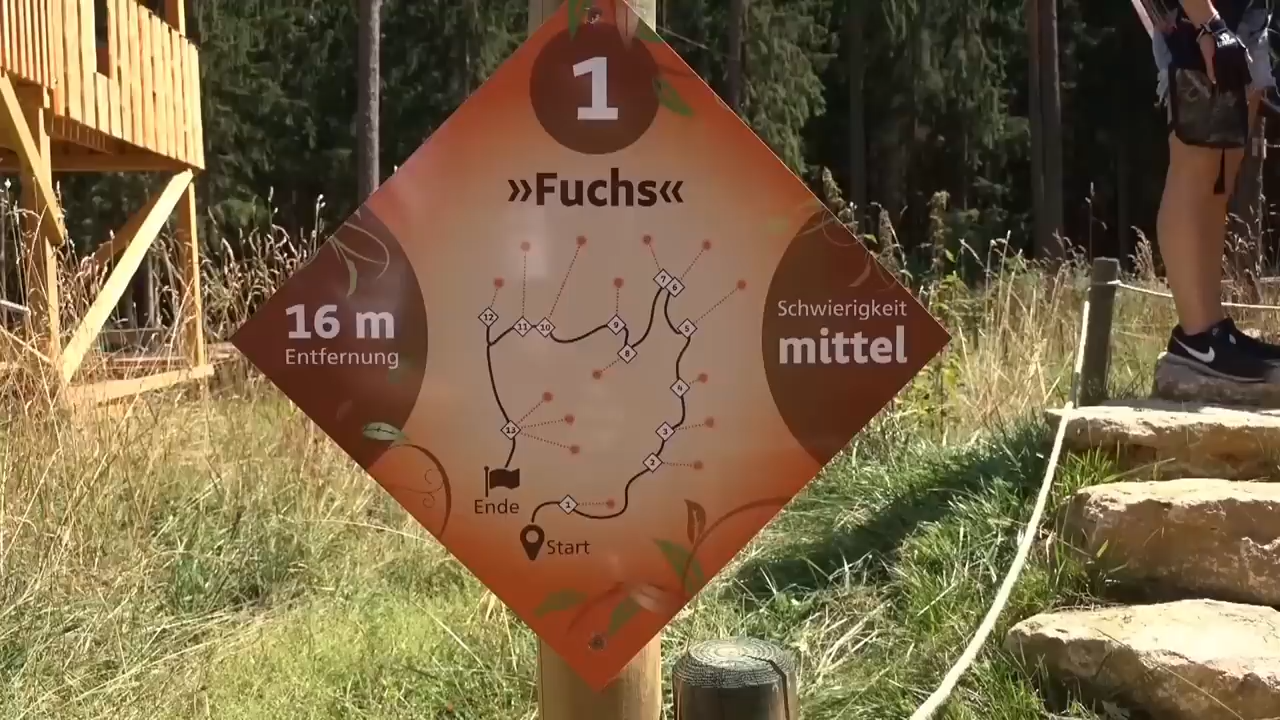 1
»Fuchs«
16 m
Entfernung
Schwierigkeit
mittel
7
6
12
11
10
9
5
8
4
13
3
2
1
Ende
Start